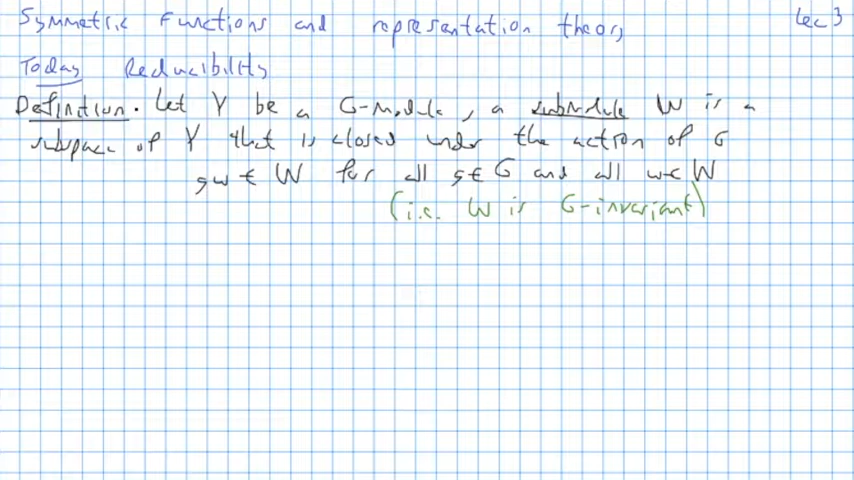 Symmetric Functions and representation theory Lec 3
Today Reducibility
Definition. Let V be a G-module, a submodule W is a
subspace of V that is closed under the action of G
gw ∈ W for all g ∈ G and all w ∈ W
(i.e. W is G-invariant)